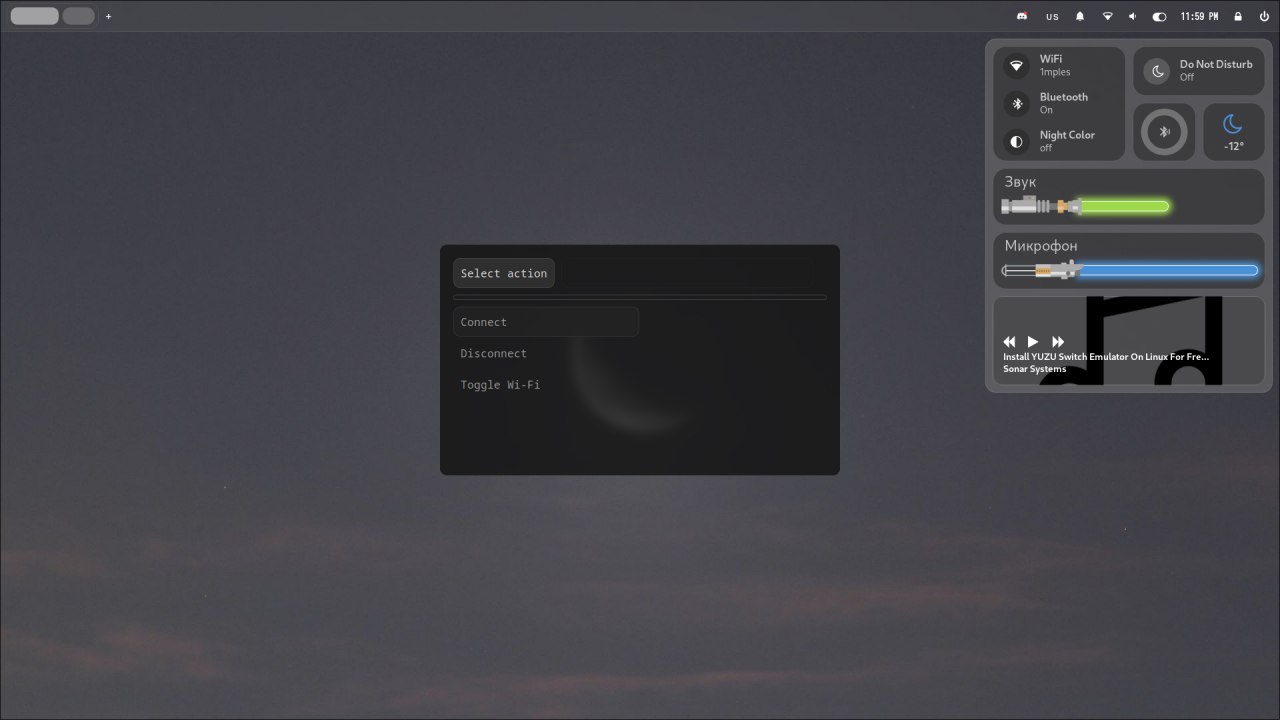 +
US
11:59 PM
WiFi
1mples
Bluetooth
On
Night Color
off
Do Not Disturb
Off
-12°
Звук
Микрофон
Install YUZU Switch Emulator On Linux For Fre...
Sonar Systems
Select action
Connect
Disconnect
Toggle Wi-Fi